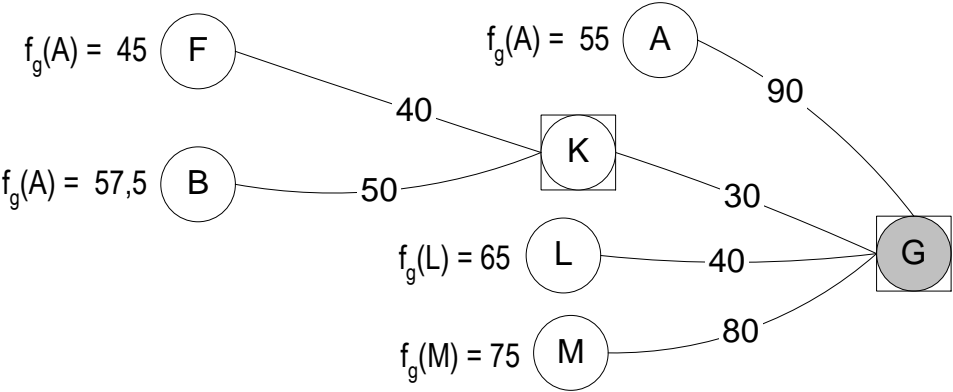 f_g(A) = 45 F
f_g(A) = 55 A
90
40
K
f_g(A) = 57,5 B
50
30
f_g(L) = 65 L
40
G
f_g(M) = 75 M
80